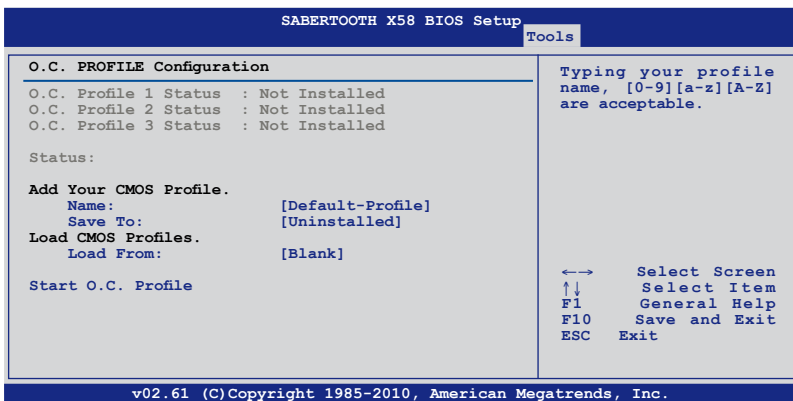 SABERTOOTH X58 BIOS Setup
Tools
O.C. PROFILE Configuration
O.C. Profile 1 Status : Not Installed
O.C. Profile 2 Status : Not Installed
O.C. Profile 3 Status : Not Installed
Status:
Add Your CMOS Profile.
Name: [Default-Profile]
Save To: [Uninstalled]
Load CMOS Profiles.
Load From: [Blank]
Start O.C. Profile
Typing your profile
name, [0-9][a-z][A-Z]
are acceptable.
←→ Select Screen
↑↓ Select Item
F1 General Help
F10 Save and Exit
ESC Exit
v02.61 (C)Copyright 1985-2010, American Megatrends, Inc.